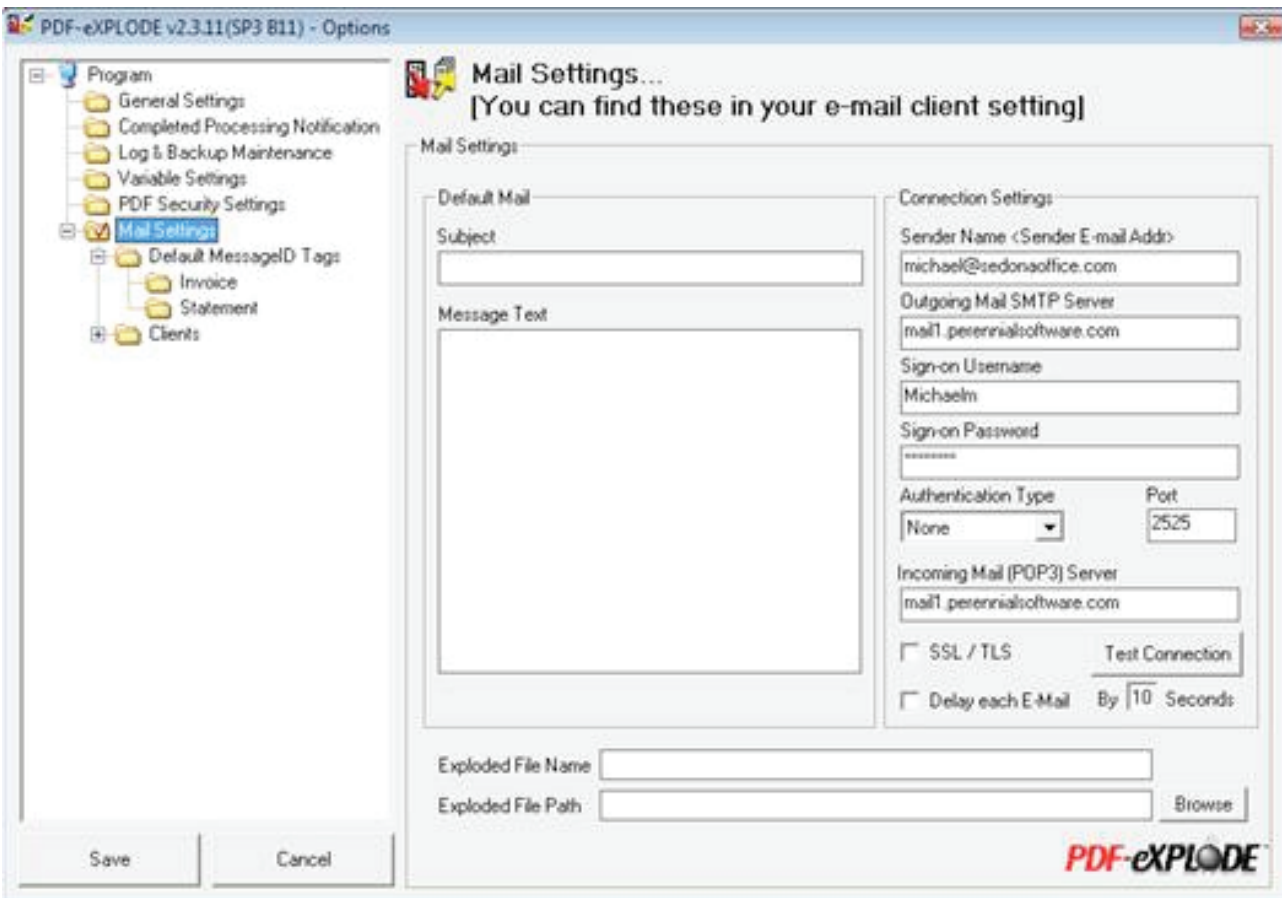 PDF-eXPLODE v2.3.11(SP3 B11) - Options
Program
General Settings
Completed Processing Notification
Log & Backup Maintenance
Variable Settings
PDF Security Settings
Mail Settings
Default MessageID Tags
Invoice
Statement
Clients
Save
Cancel
Mail Settings...
[You can find these in your e-mail client setting]
Mail Settings
Default Mail
Subject
Message Text
Connection Settings
Sender Name <Sender E-mail Addr>
michael@sedonaoffice.com
Outgoing Mail SMTP Server
mail1.perennialsoftware.com
Sign-on Username
Michaelm
Sign-on Password
********
Authentication Type
Port
None
2525
Incoming Mail (POP3) Server
mail1.perennialsoftware.com
SSL / TLS
Test Connection
Delay each E-Mail By 10 Seconds
Exploded File Name
Exploded File Path
Browse
PDF-eXPLODE